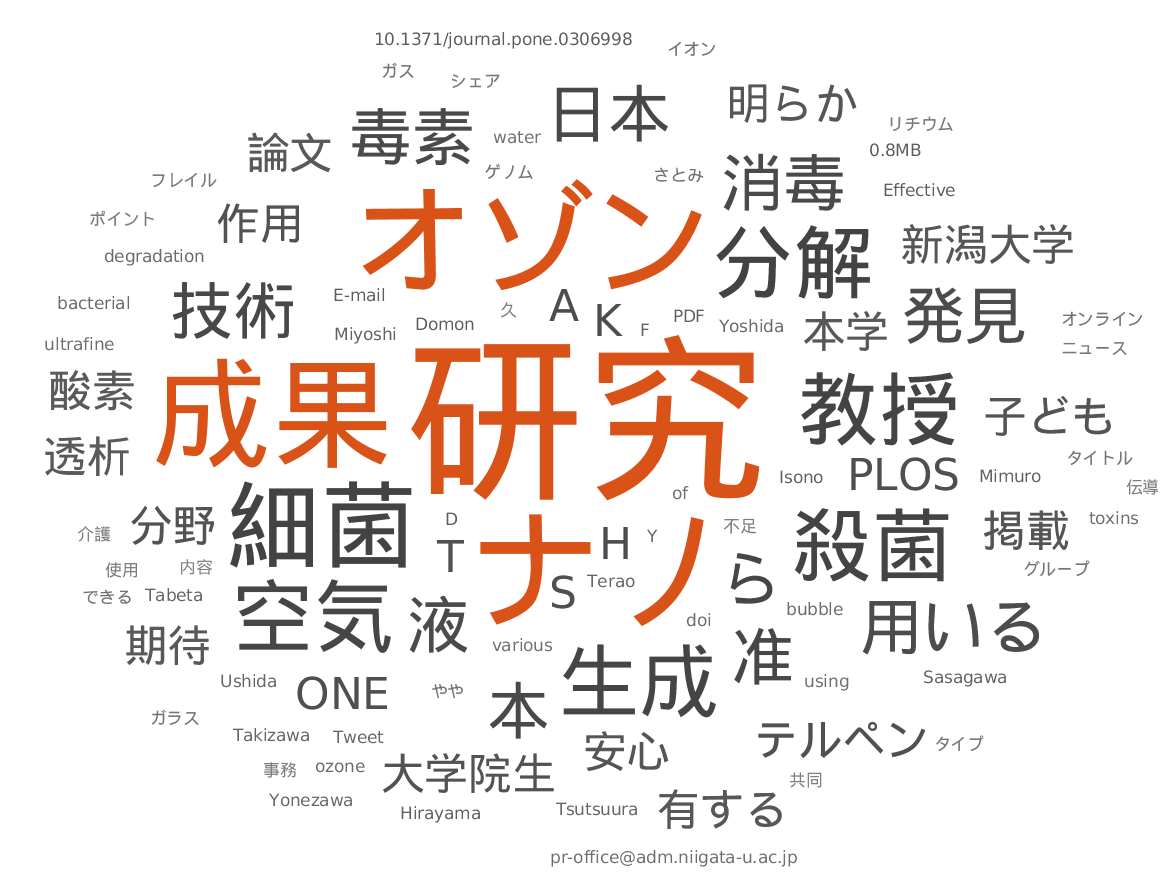 10.1371/journal.pone.0306998
イオン
ガス
シェア
日本
明らか
毒素
water
リチウム
論文
0.8MB
ゲノム
さとみ
消毒
フレイル
Effective
ポイント
作用
オゾン
分解
新潟大学
degradation
技術
E-mail
久
A
K
F
PDF
bacterial
Miyoshi
Domon
Yoshida
本学
発見
オンライン
ultrafine
ニュース
酸素
成果
研究
教授
子ども
透析
Isono
PLOS
Mimuro
タイトル
伝導
of
細菌
分野
介護
D
T
ナノ
H
Y
不足
殺菌
掲載
toxins
使用
内容
S
Terao
ら
グループ
できる
Tabeta
空気
液
doi
bubble
用いる
期待
various
准
Ushida
ONE
やや
本
生成
using
Sasagawa
ガラス
Takizawa
Tweet
安心
テルペン
タイプ
事務
ozone
大学院生
共同
Yonezawa
Hirayama
Tsutsuura
有する
pr-office@adm.niigata-u.ac.jp